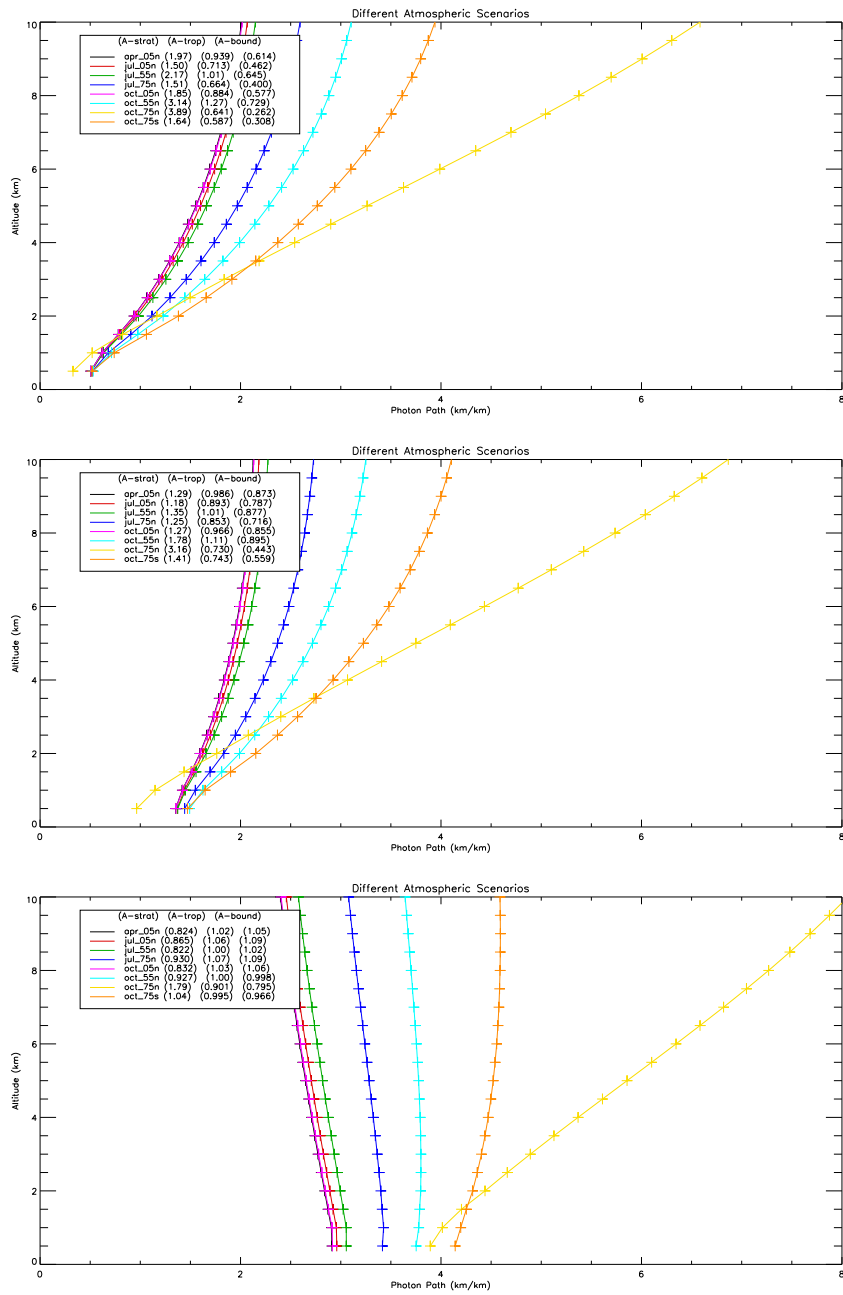 Different Atmospheric Scenarios
10
(A-strat) (A-trop) (A-bound)
apr_05n (1.97) (0.939) (0.614)
jul_05n (1.50) (0.713) (0.462)
jul_55n (2.17) (1.01) (0.645)
jul_75n (1.51) (0.664) (0.400)
oct_05n (1.85) (0.884) (0.577)
oct_55n (3.14) (1.27) (0.729)
oct_75n (3.89) (0.641) (0.262)
oct_75s (1.64) (0.587) (0.308)
8
6
Altitude (km)
4
2
0
0 2 4 6 8
Photon Path (km/km)
Different Atmospheric Scenarios
10
(A-strat) (A-trop) (A-bound)
apr_05n (1.29) (0.986) (0.873)
jul_05n (1.18) (0.893) (0.787)
jul_55n (1.35) (1.01) (0.877)
jul_75n (1.25) (0.853) (0.716)
oct_05n (1.27) (0.966) (0.855)
oct_55n (1.78) (1.11) (0.895)
oct_75n (3.16) (0.730) (0.443)
oct_75s (1.41) (0.743) (0.559)
8
6
Altitude (km)
4
2
0
0 2 4 6 8
Photon Path (km/km)
Different Atmospheric Scenarios
10
(A-strat) (A-trop) (A-bound)
apr_05n (0.824) (1.02) (1.05)
jul_05n (0.865) (1.06) (1.09)
jul_55n (0.822) (1.00) (1.02)
jul_75n (0.930) (1.07) (1.09)
oct_05n (0.832) (1.03) (1.06)
oct_55n (0.927) (1.00) (0.998)
oct_75n (1.79) (0.901) (0.795)
oct_75s (1.04) (0.995) (0.966)
8
6
Altitude (km)
4
2
0
0 2 4 6 8
Photon Path (km/km)